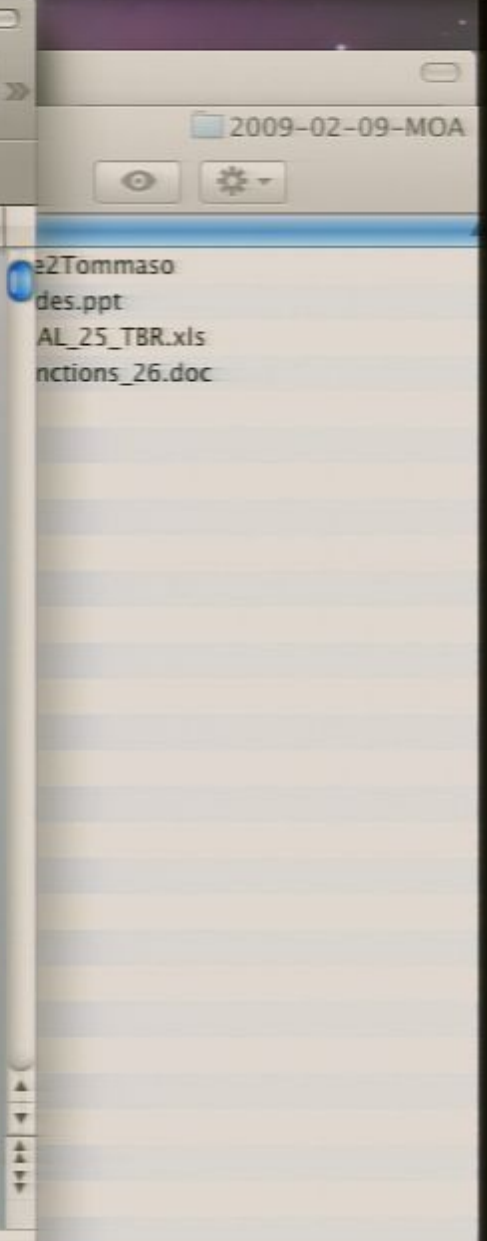 2009-02-09-MOA
e2Tommaso
des.ppt
AL_25_TBR.xls
nctions_26.doc